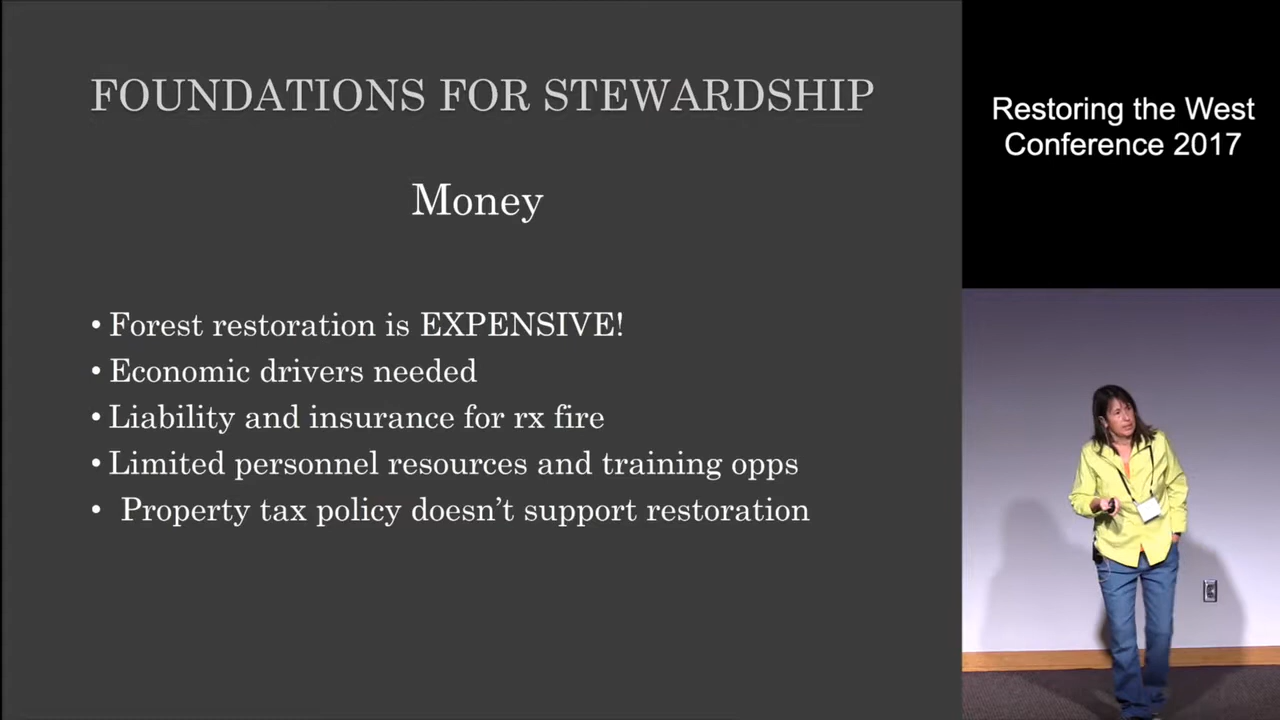 FOUNDATIONS FOR STEWARDSHIP
Money
• Forest restoration is EXPENSIVE!
• Economic drivers needed
• Liability and insurance for rx fire
• Limited personnel resources and training opps
• Property tax policy doesn’t support restoration
Restoring the West
Conference 2017